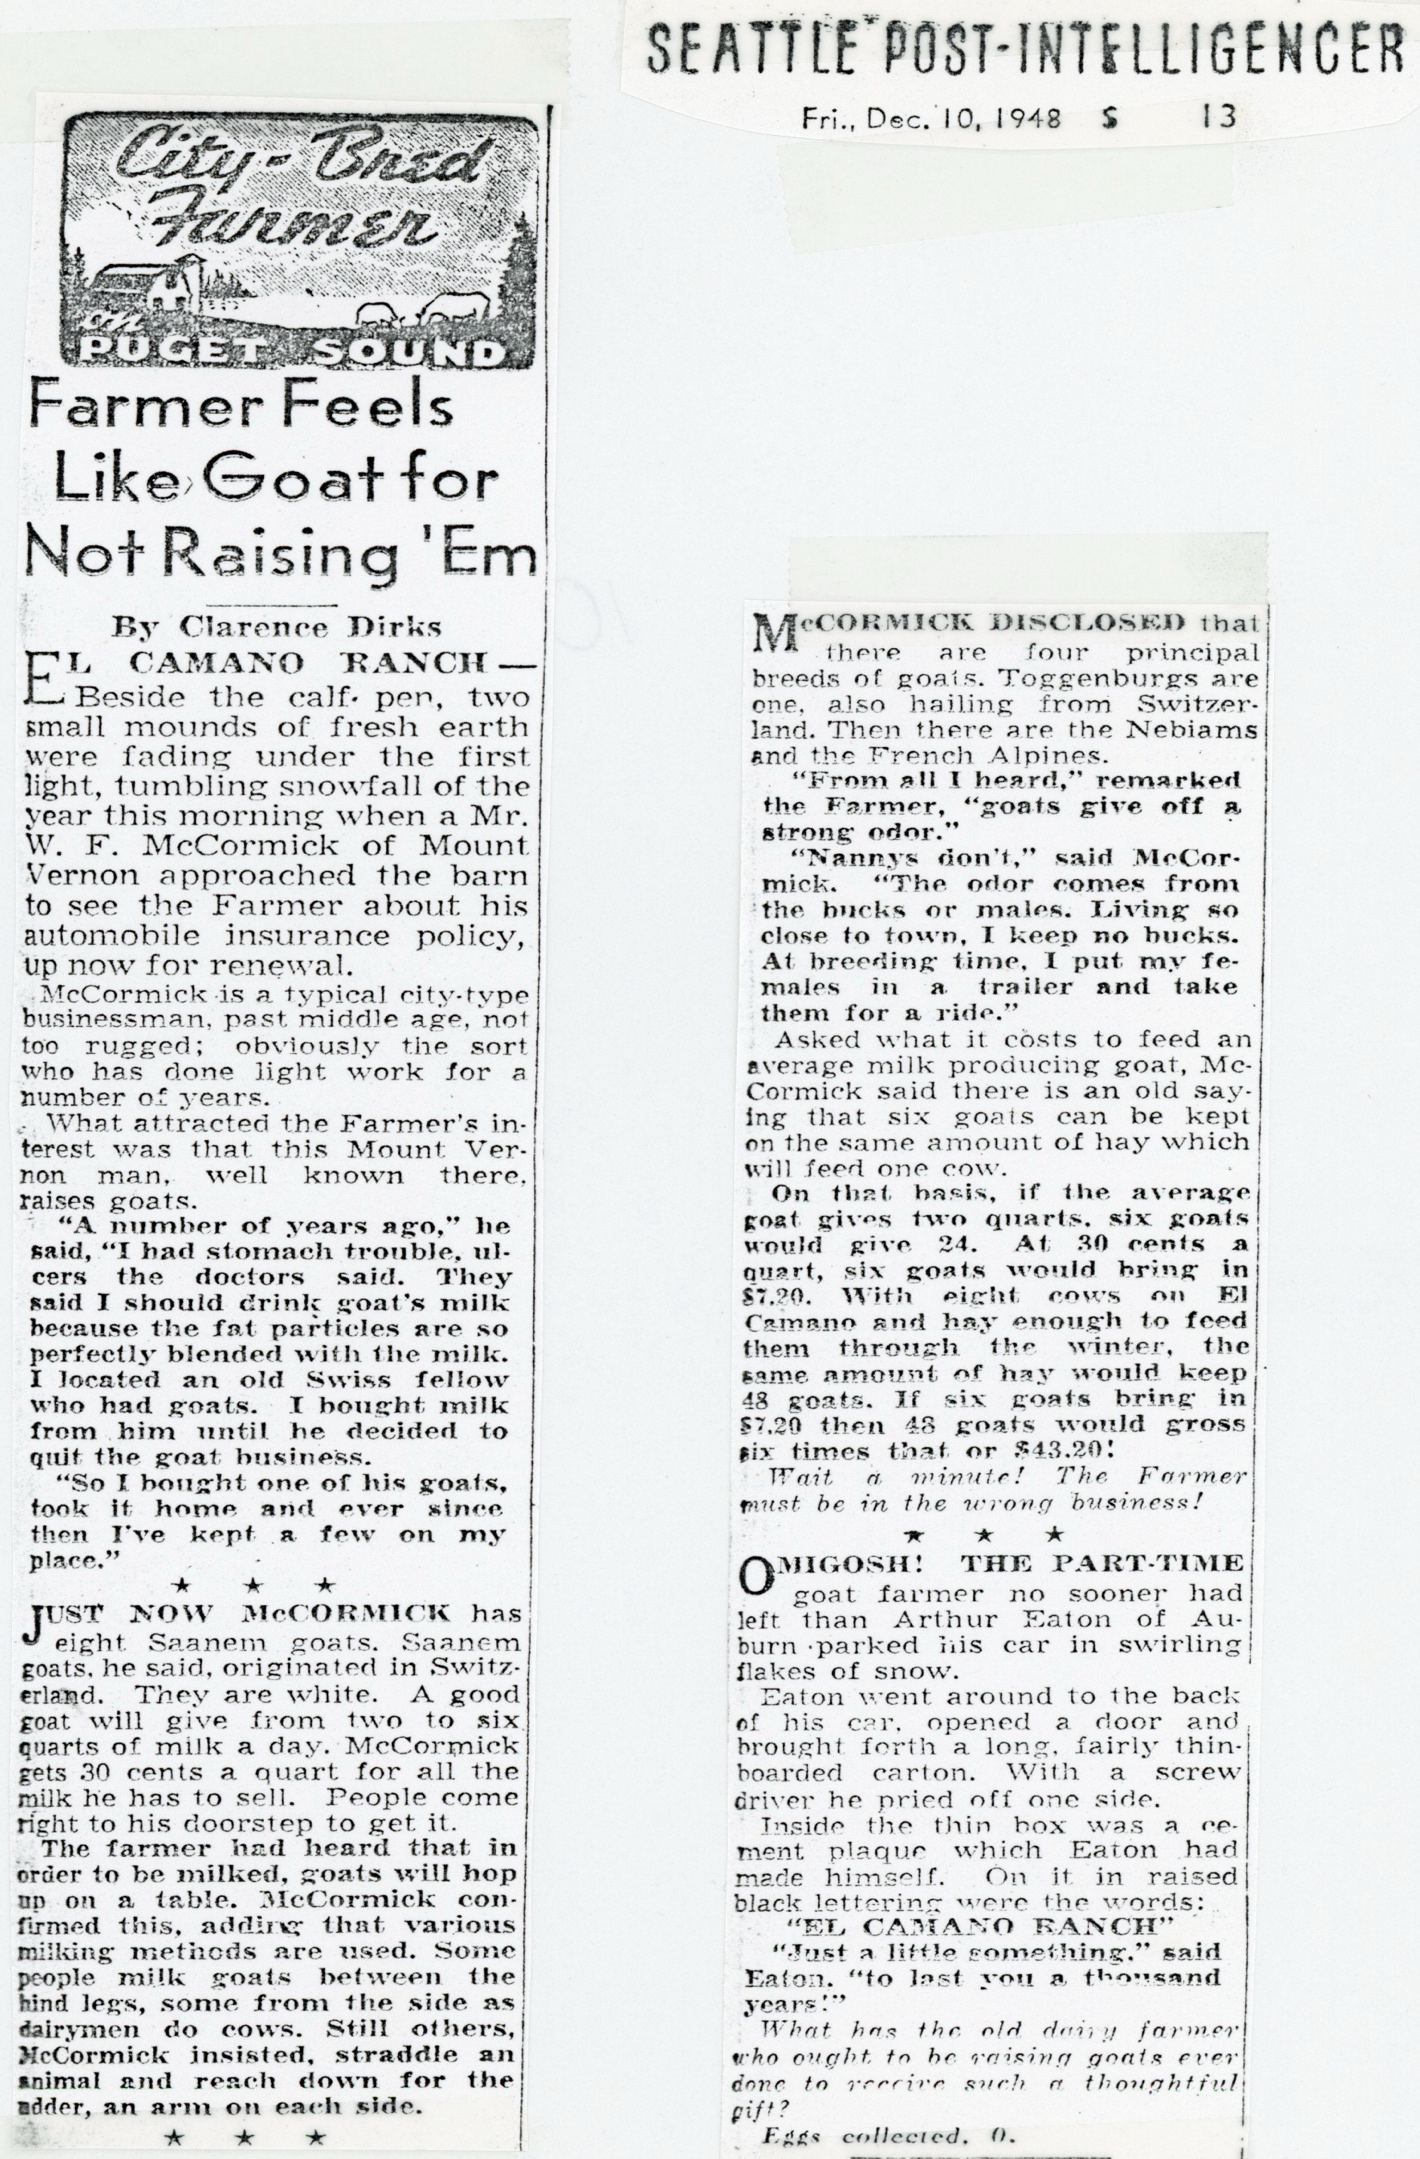 SEATTLE POST-INTELLIGENCER
Fri., Dec. 10, 1948 S 13
City-Bred
Farmer
on
PUGET SOUND
Farmer Feels
Like Goat for
Not Raising 'Em
By Clarence Dirks
EL CAMANO RANCH—
Beside the calf pen, two
small mounds of fresh earth
were fading under the first
light, tumbling snowfall of the
year this morning when a Mr.
W. F. McCormick of Mount
Vernon approached the barn
to see the Farmer about his
automobile insurance policy,
up now for renewal.
McCormick is a typical city-type
businessman, past middle age, not
too rugged; obviously the sort
who has done light work for a
number of years.
What attracted the Farmer's in-
terest was that this Mount Ver-
non man, well known there,
raises goats.
"A number of years ago," he
said, "I had stomach trouble, ul-
cers the doctors said. They
said I should drink goat's milk
because the fat particles are so
perfectly blended with the milk.
I located an old Swiss fellow
who had goats. I bought milk
from him until he decided to
quit the goat business.
"So I bought one of his goats,
took it home and ever since
then I've kept a few on my
place."
★ ★ ★
JUST NOW McCORMICK has
eight Saanem goats. Saanem
goats, he said, originated in Switz-
erland. They are white. A good
goat will give from two to six
quarts of milk a day. McCormick
gets 30 cents a quart for all the
milk he has to sell. People come
right to his doorstep to get it.
The farmer had heard that in
order to be milked, goats will hop
up on a table. McCormick con-
firmed this, adding that various
milking methods are used. Some
people milk goats between the
hind legs, some from the side as
dairymen do cows. Still others,
McCormick insisted, straddle an
animal and reach down for the
udder, an arm on each side.
★ ★ ★
McCORMICK DISCLOSED that
there are four principal
breeds of goats. Toggenburgs are
one, also hailing from Switzer-
land. Then there are the Nebiams
and the French Alpines.
"From all I heard," remarked
the Farmer, "goats give off a
strong odor."
"Nannys don't," said McCor-
mick. "The odor comes from
the bucks or males. Living so
close to town, I keep no bucks.
At breeding time, I put my fe-
males in a trailer and take
them for a ride."
Asked what it costs to feed an
average milk producing goat, Mc-
Cormick said there is an old say-
ing that six goats can be kept
on the same amount of hay which
will feed one cow.
On that basis, if the average
goat gives two quarts, six goats
would give 24. At 30 cents a
quart, six goats would bring in
$7.20. With eight cows on El
Camano and hay enough to feed
them through the winter, the
same amount of hay would keep
48 goats. If six goats bring in
$7.20 then 48 goats would gross
six times that or $43.20!
Wait a minute! The Farmer
must be in the wrong business!
★ ★ ★
OMIGOSH! THE PART-TIME
goat farmer no sooner had
left than Arthur Eaton of Au-
burn parked his car in swirling
flakes of snow.
Eaton went around to the back
of his car, opened a door and
brought forth a long, fairly thin-
boarded carton. With a screw
driver he pried off one side.
Inside the thin box was a ce-
ment plaque which Eaton had
made himself. On it in raised
black lettering were the words:
"EL CAMANO RANCH"
"Just a little something," said
Eaton, "to last you a thousand
years!"
What has the old dairy farmer
who ought to be raising goats ever
done to receive such a thoughtful
gift?
Eggs collected, 0.